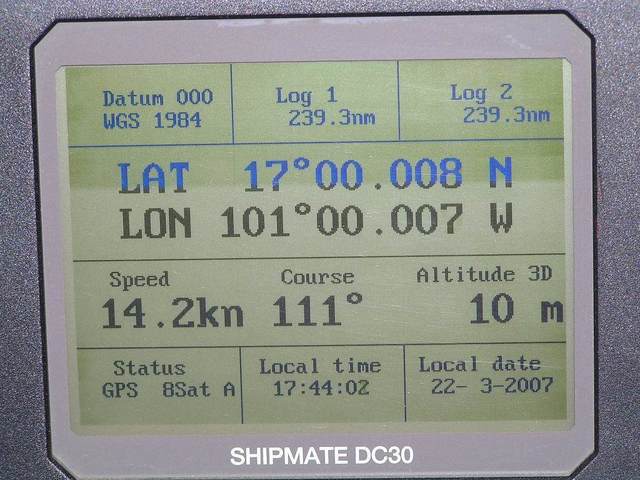 Datum 000 Log 1 Log 2
WGS 1984 239.3nm 239.3nm
LAT 17°00.008 N
LON 101°00.007 W
Speed Course Altitude 3D
14.2kn 111° 10 m
Status Local time Local date
GPS 8Sat A 17:44:02 22- 3-2007
SHIPMATE DC30